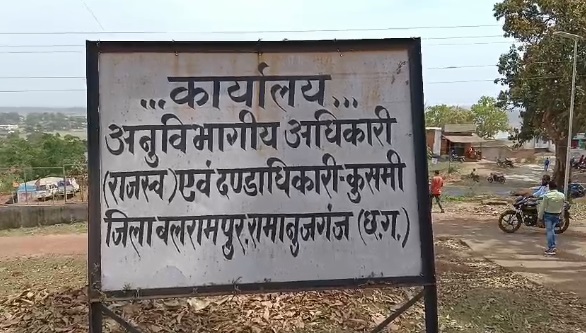 ...कार्यालय...
अनुविभागीय अधिकारी
(राजस्व) एवं दण्डाधिकारी-कुसमी
जिला बलरामपुर,रामानुजगंज (छ.ग.)